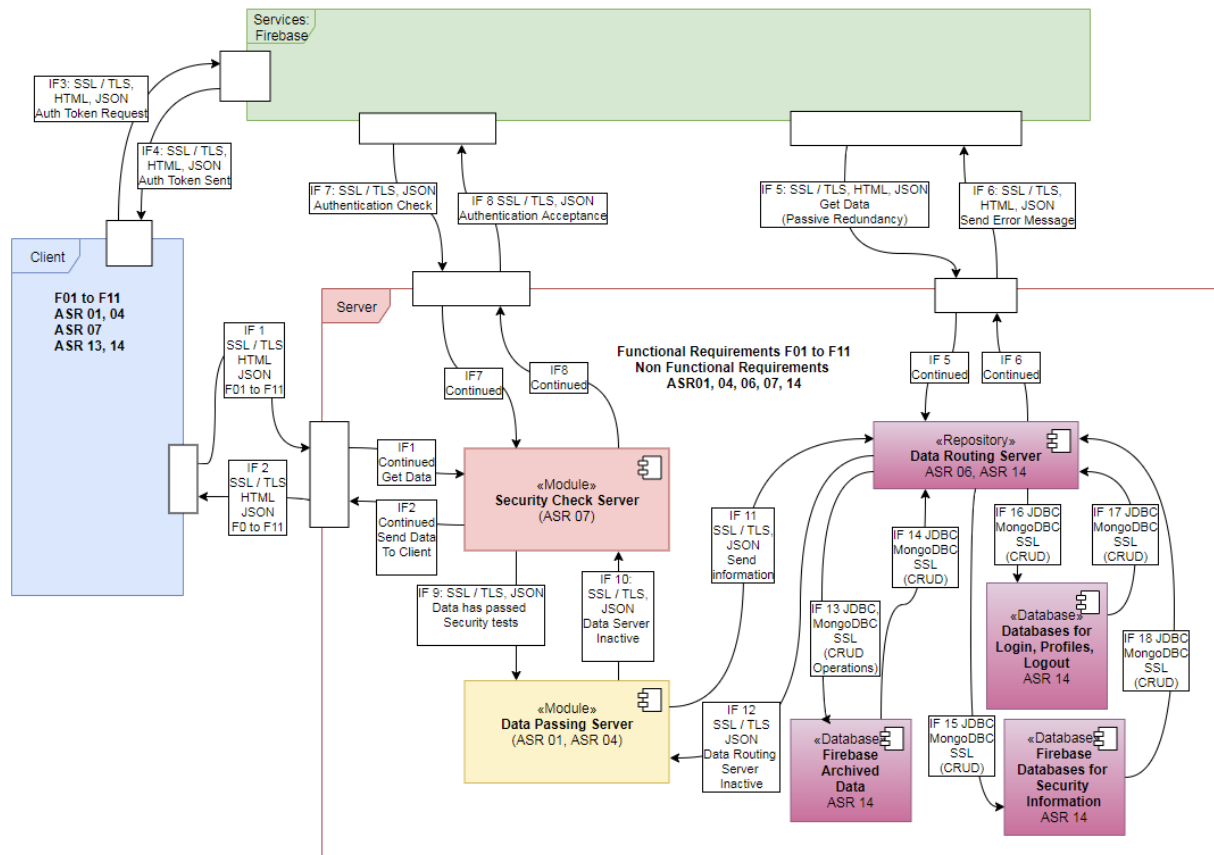 Services:
Firebase
IF3: SSL / TLS,
HTML, JSON
Auth Token Request
IF4: SSL / TLS,
HTML, JSON
Auth Token Sent
IF 7: SSL / TLS, JSON
Authentication Check
IF 8 SSL / TLS, JSON
Authentication Acceptance
IF 5: SSL / TLS, HTML, JSON
Get Data
(Passive Redundancy)
IF 6: SSL / TLS,
HTML, JSON
Send Error Message
Client
F01 to F11
ASR 01, 04
ASR 07
ASR 13, 14
Server
IF 1
SSL / TLS
HTML
JSON
F01 to F11
IF 2
SSL / TLS
HTML
JSON
F0 to F11
IF7
Continued
IF8
Continued
Functional Requirements F01 to F11
Non Functional Requirements
ASR01, 04, 06, 07, 14
IF 5
Continued
IF 6
Continued
IF1
Continued
Get Data
IF2
Continued
Send Data
To Client
«Module»
Security Check Server
(ASR 07)
«Repository»
Data Routing Server
ASR 06, ASR 14
IF 11
SSL / TLS,
JSON
Send
information
IF 14 JDBC
MongoDBC
SSL
(CRUD)
IF 16 JDBC
MongoDBC
SSL
(CRUD)
IF 17 JDBC
MongoDBC
SSL
(CRUD)
IF 9: SSL / TLS, JSON
Data has passed
Security tests
IF 10:
SSL / TLS,
JSON
Data Server
Inactive
IF 13 JDBC,
MongoDBC
SSL
(CRUD
Operations)
«Database»
Databases for
Login, Profiles,
Logout
ASR 14
IF 18 JDBC
MongoDBC
SSL
(CRUD)
«Module»
Data Passing Server
(ASR 01, ASR 04)
IF 12
SSL / TLS
JSON
Data Routing
Server
Inactive
«Database»
Firebase
Archived
Data
ASR 14
IF 15 JDBC
MongoDBC
SSL
(CRUD)
«Database»
Firebase
Databases for
Security
Information
ASR 14